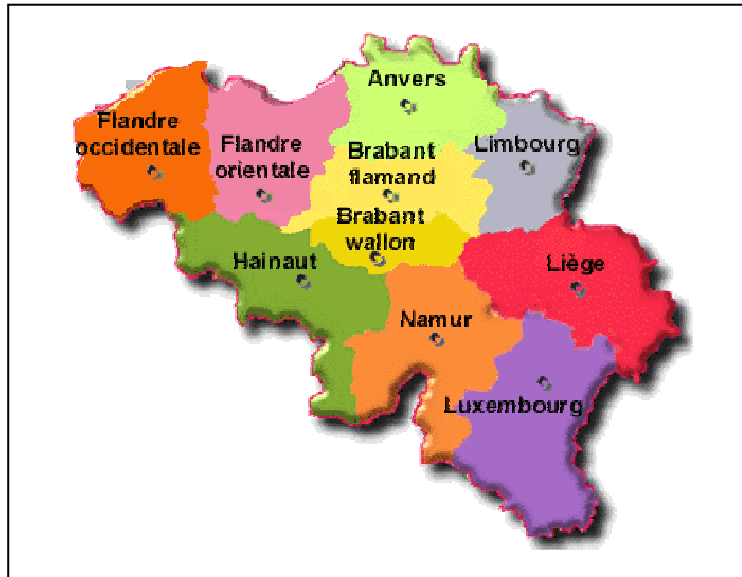 Anvers
Flandre
occidentale
Flandre
orientale
Brabant
flamand
Limbourg
Brabant
wallon
Hainaut
Liège
Namur
Luxembourg